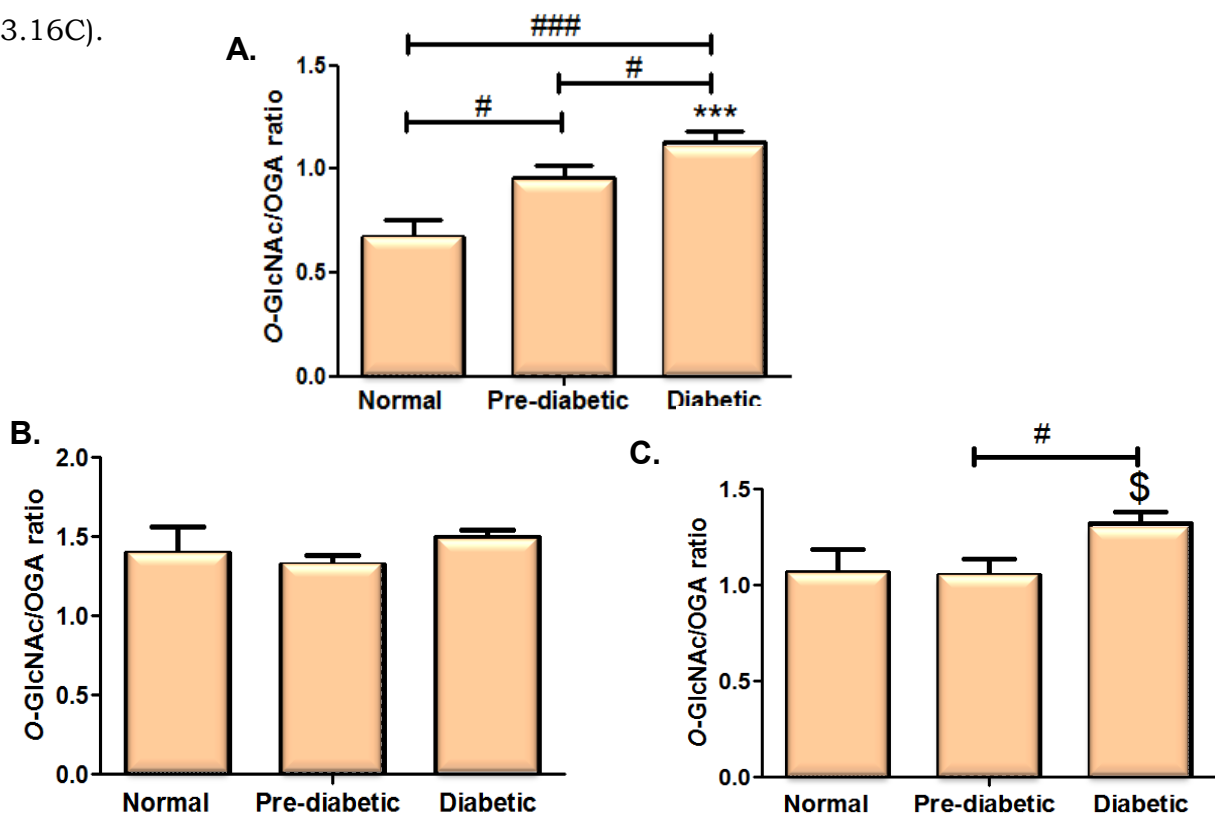 3.16C).
A.
###
#
#
***
1.5
1.0
0.5
0.0
O-GlcNAc/OGA ratio
Normal Pre-diabetic Diabetic
B.
2.0
1.5
1.0
0.5
0.0
O-GlcNAc/OGA ratio
Normal Pre-diabetic Diabetic
C.
#
$
1.5
1.0
0.5
0.0
O-GlcNAc/OGA ratio
Normal Pre-diabetic Diabetic